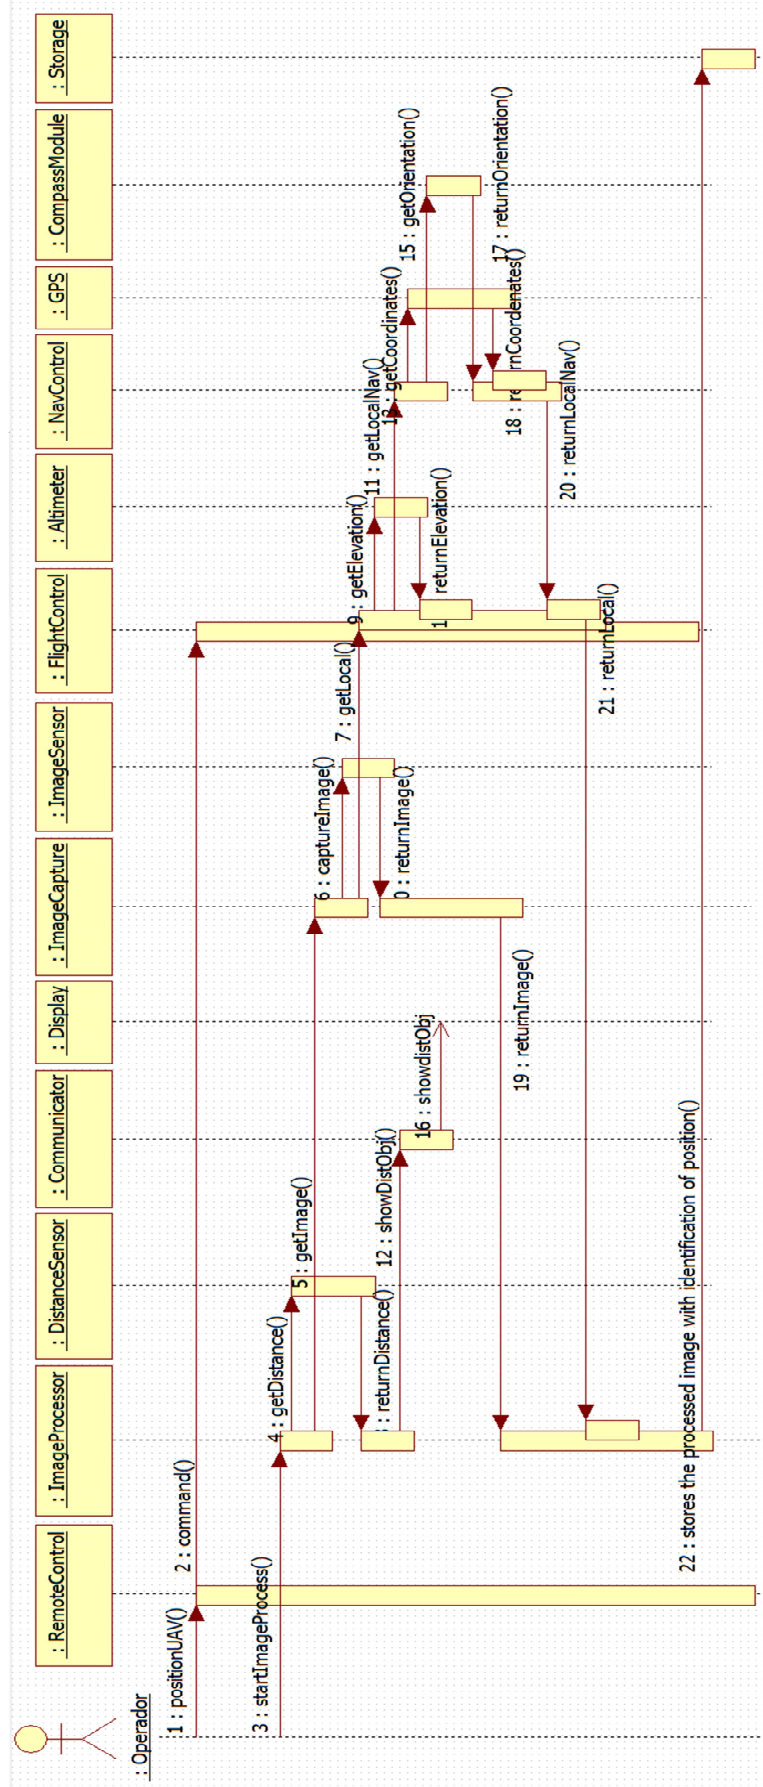 : Operador
: RemoteControl
: ImageProcessor
: DistanceSensor
: Communicator
: Display
: ImageCapture
: ImageSensor
: FlightControl
: Altimeter
: NavControl
: GPS
: CompassModule
: Storage
1 : positionUAV()
2 : command()
3 : startImageProcess()
4 : getDistance()
5 : getImage()
6 : captureImage()
7 : getLocal()
: returnDistance()
9 : getElevation()
0 : returnImage()
11 : getLocalNav()
12 : showDistObj()
: getCoordinates()
1 returnElevation()
15 : getOrientation()
16 : showdistObj
17 : returnOrientation()
18 : re rnCoordenates()
19 : returnImage()
20 : returnLocalNav()
21 : returnLocal()
22 : stores the processed image with identification of position()